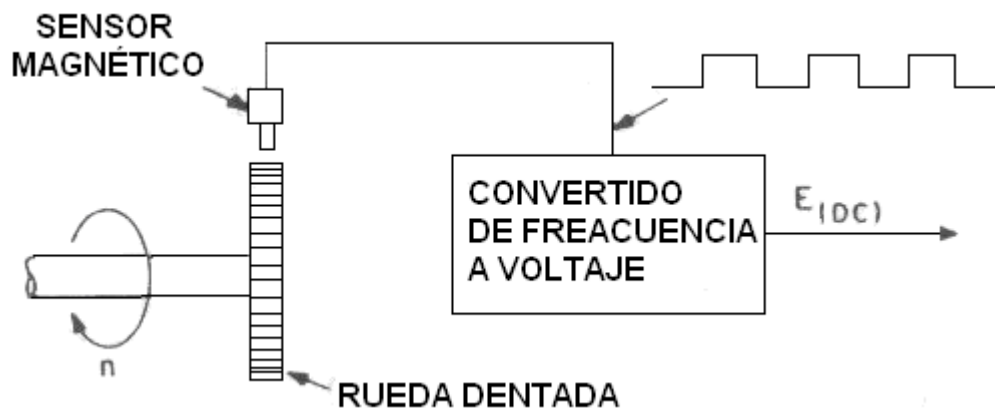 SENSOR
MAGNÉTICO
CONVERTIDO
DE FREACUENCIA
A VOLTAJE
E(DC)
n
RUEDA DENTADA